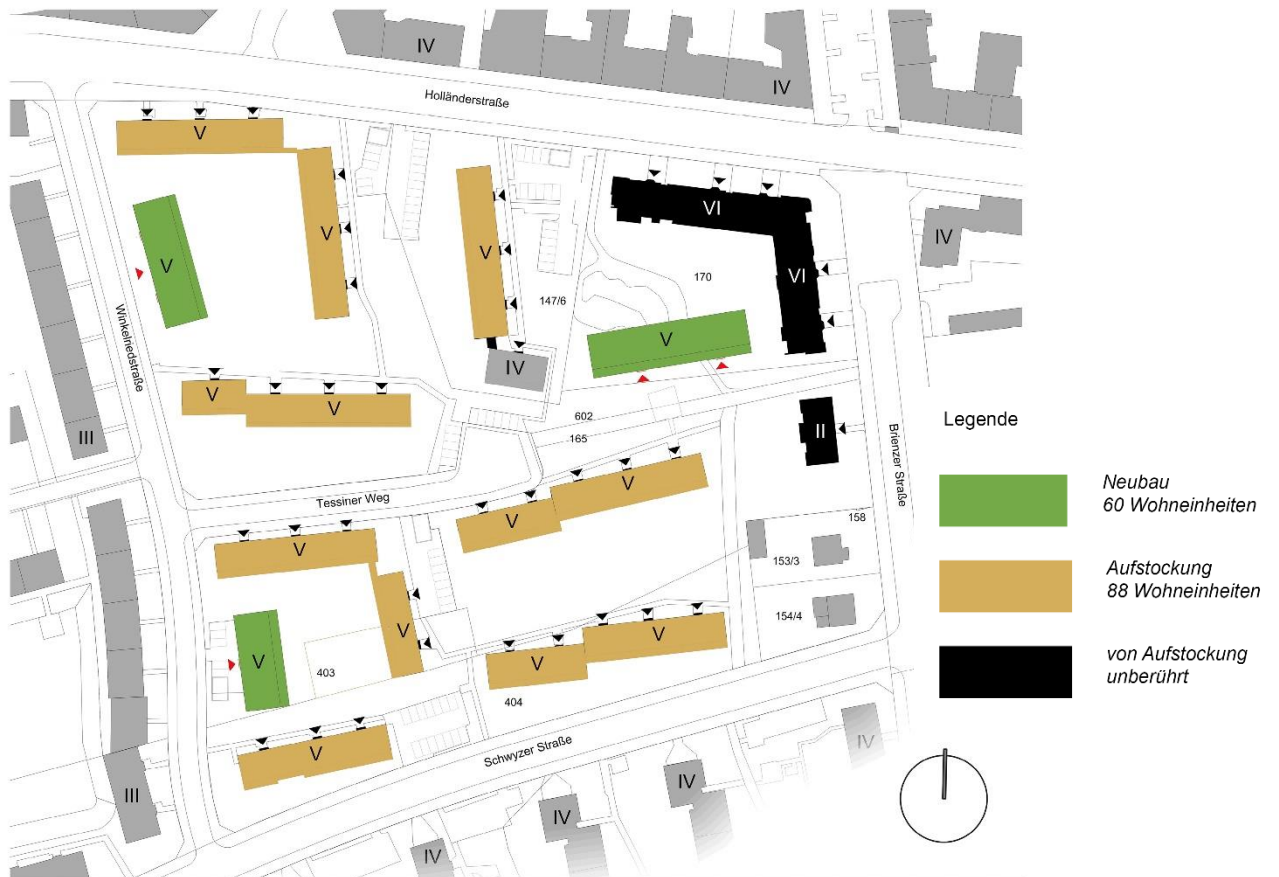 IV
IV
Holländerstraße
V
V
V
VI
VI
IV
V
170
147/6
Winkelriedstraße
V
IV
V
V
III
602
165
II
Brienzer Straße
Legende
Tessiner Weg
V
V
V
158
153/3
154/4
Neubau
60 Wohneinheiten
Aufstockung
88 Wohneinheiten
von Aufstockung
unberührt
V
V
403
V
V
404
V
Schwyzer Straße
III
IV
IV
IV
IV